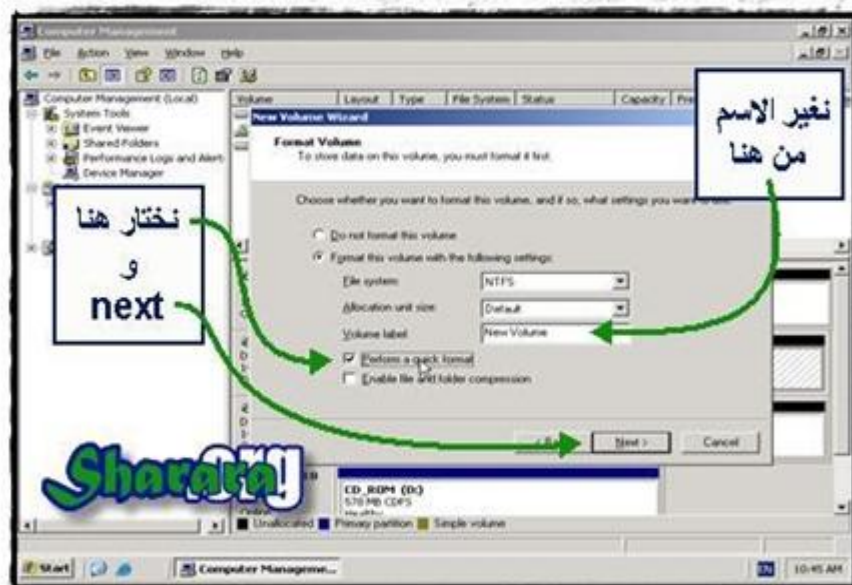 Computer Management
File Action View Window Help
Computer Management (Local)
System Tools
Event Viewer
Shared Folders
Performance Logs and Alert
Device Manager
Volume Layout Type File System Status Capacity
New Volume Wizard
Format Volume
To store data on this volume, you must format it first.
Choose whether you want to format this volume, and if so, what settings you want
نغير الاسم
من هنا
نختار هنا
و
next
Do not format this volume
Format this volume with the following settings:
File system: NTFS
Allocation unit size: Default
Volume label: New Volume
Perform a quick format
Enable file and folder compression
Next > Cancel
Sharara.org
CD_ROM (D:)
578 MB CDFS
Unallocated Primary partition Simple volume
Start Computer Manageme... EN 10:45 AM